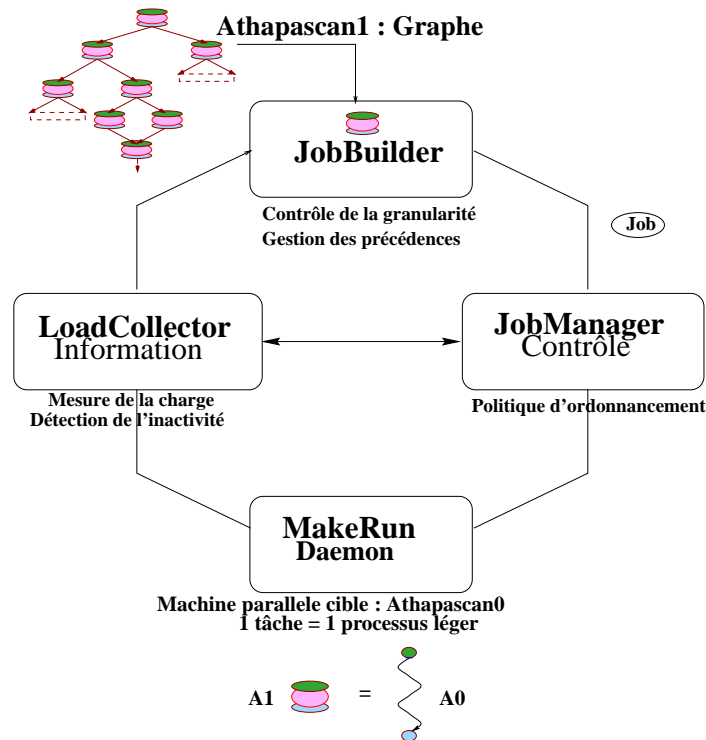 Athapascan1 : Graphe
JobBuilder
Contrôle de la granularité
Gestion des précédences
Job
LoadCollector
Information
JobManager
Contrôle
Mesure de la charge
Détection de l'inactivité
Politique d'ordonnancement
MakeRun
Daemon
Machine parallele cible : Athapascan0
1 tâche = 1 processus léger
A1 = A0